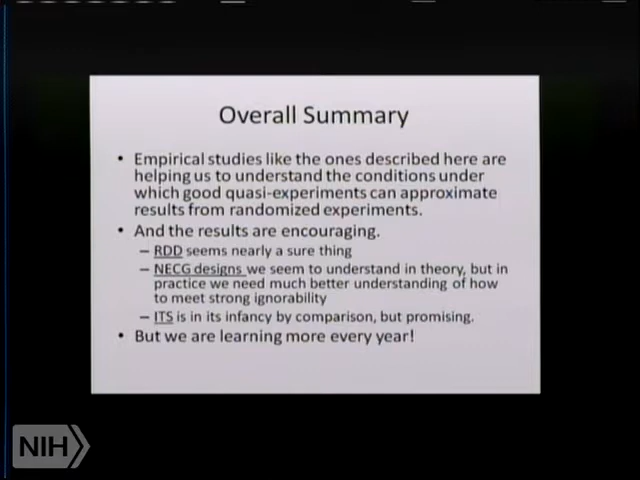 Overall Summary
• Empirical studies like the ones described here are
helping us to understand the conditions under
which good quasi-experiments can approximate
results from randomized experiments.
• And the results are encouraging.
– RDD seems nearly a sure thing
– NECG designs we seem to understand in theory, but in
practice we need much better understanding of how
to meet strong ignorability
– ITS is in its infancy by comparison, but promising.
• But we are learning more every year!
NIH